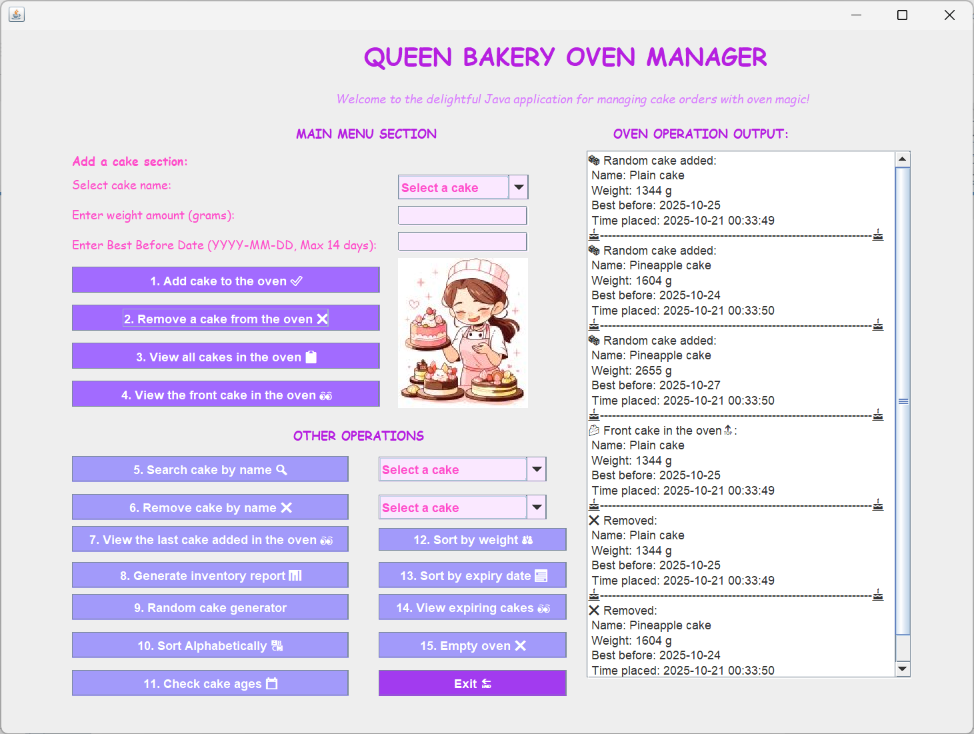 QUEEN BAKERY OVEN MANAGER
Welcome to the delightful Java application for managing cake orders with oven magic!
MAIN MENU SECTION
Add a cake section:
Select cake name:
Select a cake
Enter weight amount (grams):
Enter Best Before Date (YYYY-MM-DD, Max 14 days):
1. Add cake to the oven
2. Remove a cake from the oven
3. View all cakes in the oven
4. View the front cake in the oven
OTHER OPERATIONS
5. Search cake by name
Select a cake
6. Remove cake by name
Select a cake
7. View the last cake added in the oven
12. Sort by weight
8. Generate inventory report
13. Sort by expiry date
9. Random cake generator
14. View expiring cakes
10. Sort Alphabetically
15. Empty oven
11. Check cake ages
Exit
OVEN OPERATION OUTPUT:
Random cake added:
Name: Plain cake
Weight: 1344 g
Best before: 2025-10-25
Time placed: 2025-10-21 00:33:49
Random cake added:
Name: Pineapple cake
Weight: 1604 g
Best before: 2025-10-24
Time placed: 2025-10-21 00:33:50
Random cake added:
Name: Pineapple cake
Weight: 2655 g
Best before: 2025-10-27
Time placed: 2025-10-21 00:33:50
Front cake in the oven:
Name: Plain cake
Weight: 1344 g
Best before: 2025-10-25
Time placed: 2025-10-21 00:33:49
Removed:
Name: Plain cake
Weight: 1344 g
Best before: 2025-10-25
Time placed: 2025-10-21 00:33:49
Removed:
Name: Pineapple cake
Weight: 1604 g
Best before: 2025-10-24
Time placed: 2025-10-21 00:33:50